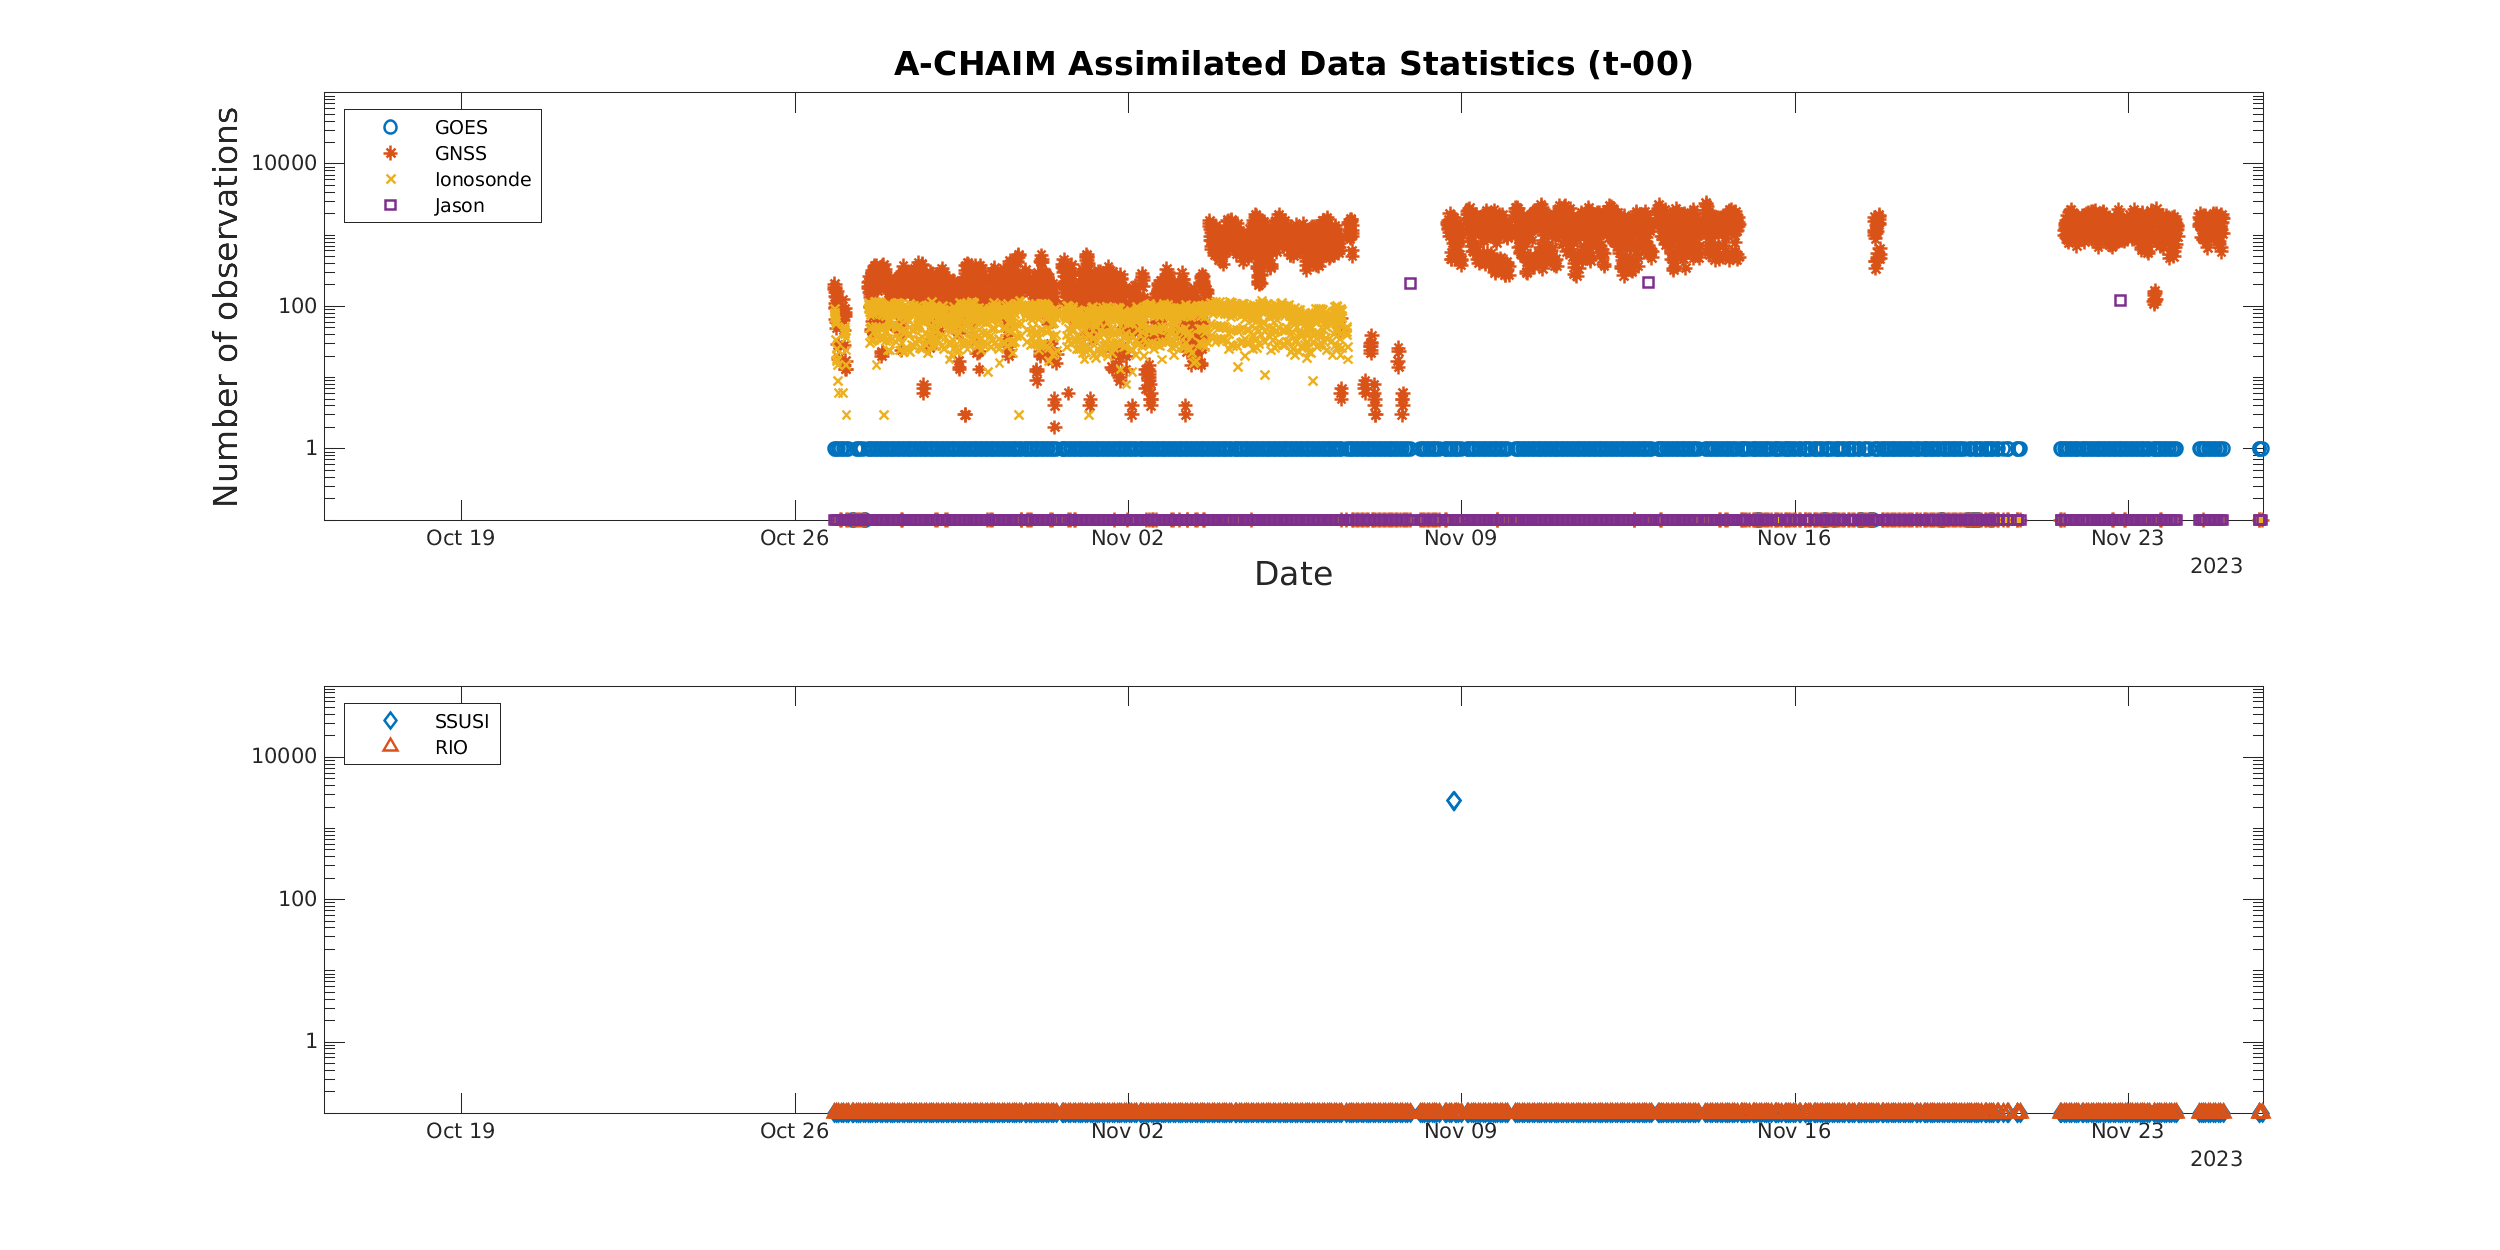 A-CHAIM Assimilated Data Statistics (t-00)
Number of observations
GOES
GNSS
Ionosonde
Jason
10000
100
1
Oct 19 Oct 26 Nov 02 Nov 09 Nov 16 Nov 23
2023
Date
SSUSI
RIO
10000
100
1
Oct 19 Oct 26 Nov 02 Nov 09 Nov 16 Nov 23
2023